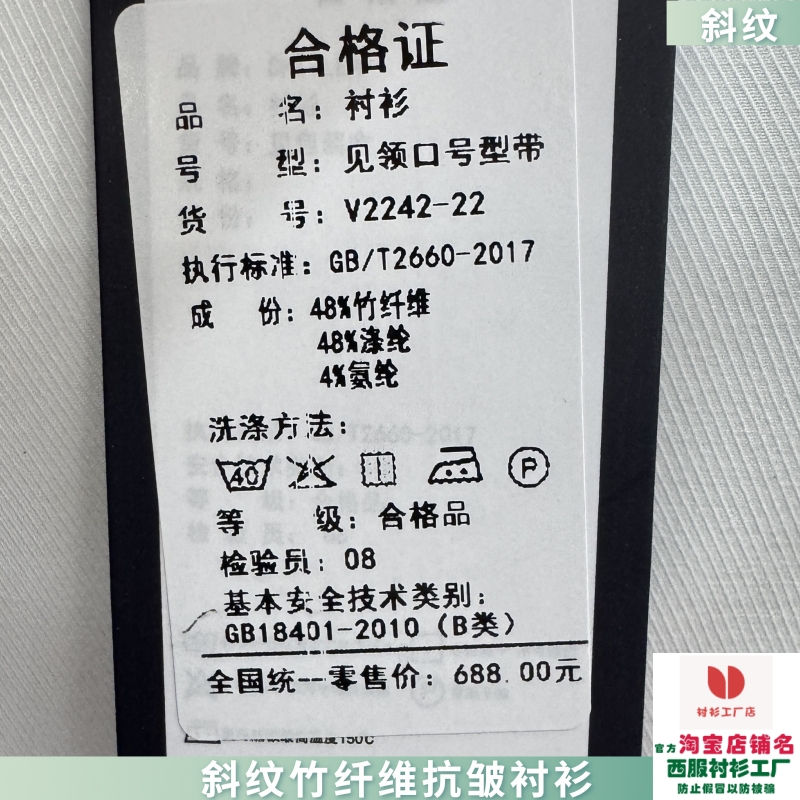 斜纹
合格证
品 名：衬衫
号 型：见领口号型带
货 号：V2242-22
执行标准：GB/T2660-2017
成 份：48%竹纤维
48%涤纶
4%氨纶
洗涤方法：
40 P
等 级：合格品
检验员：08
基本安全技术类别：
GB18401-2010（B类）
全国统一零售价：688.00元
衬衫工厂店
官方淘宝店铺名
西服衬衫工厂
防止假冒以防被骗
斜纹竹纤维抗皱衬衫